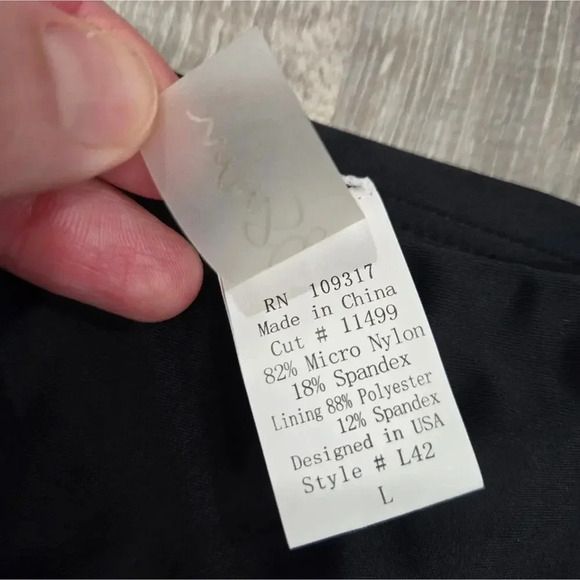 RN 109317
Made in China
Cut # 11499
82% Micro Nylon
18% Spandex
Lining 88% Polyester
12% Spandex
Designed in USA
Style # L42
L